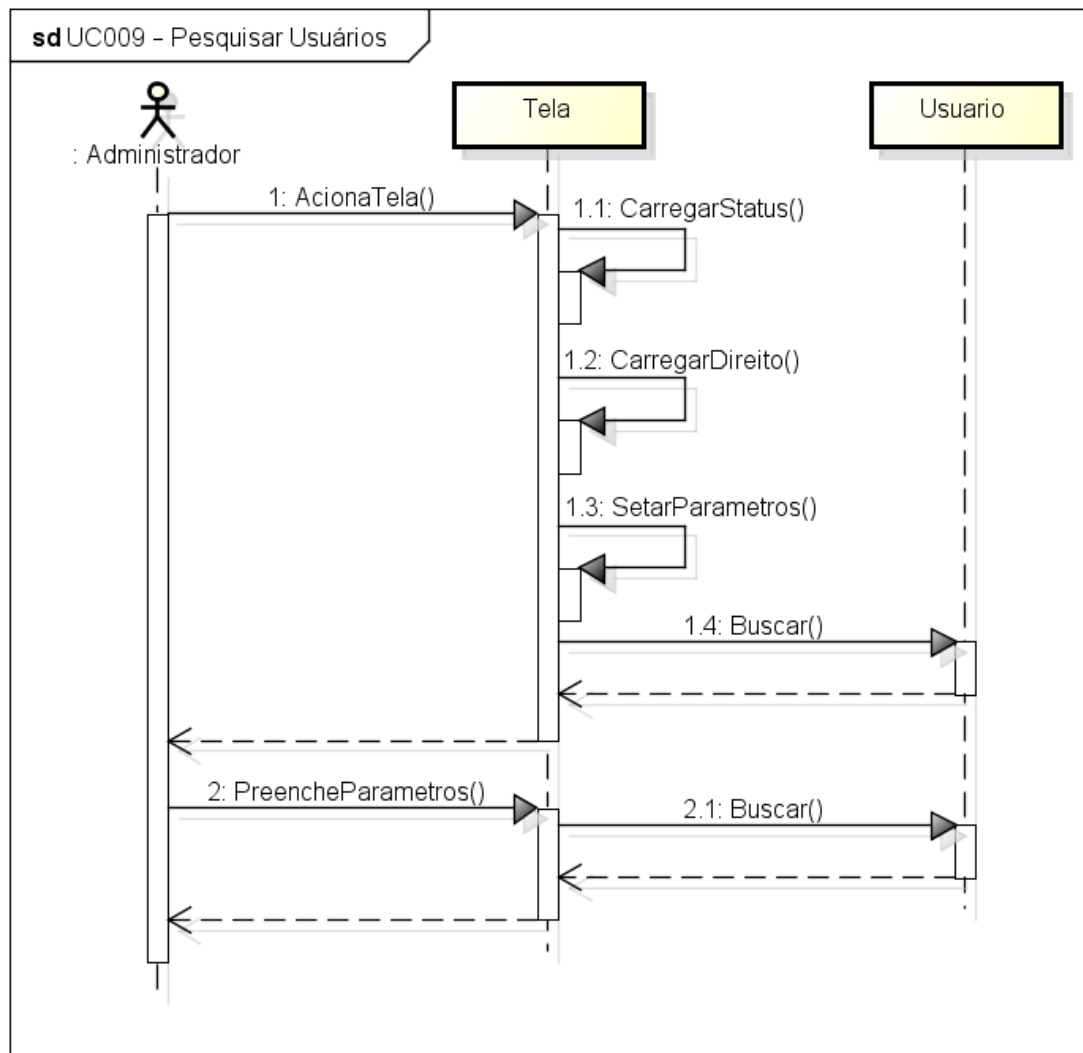 sd UC009 - Pesquisar Usuários
Tela
Usuario
: Administrador
1: AcionaTela()
1.1: CarregarStatus()
1.2: CarregarDireito()
1.3: SetarParametros()
1.4: Buscar()
2: PreencheParametros()
2.1: Buscar()